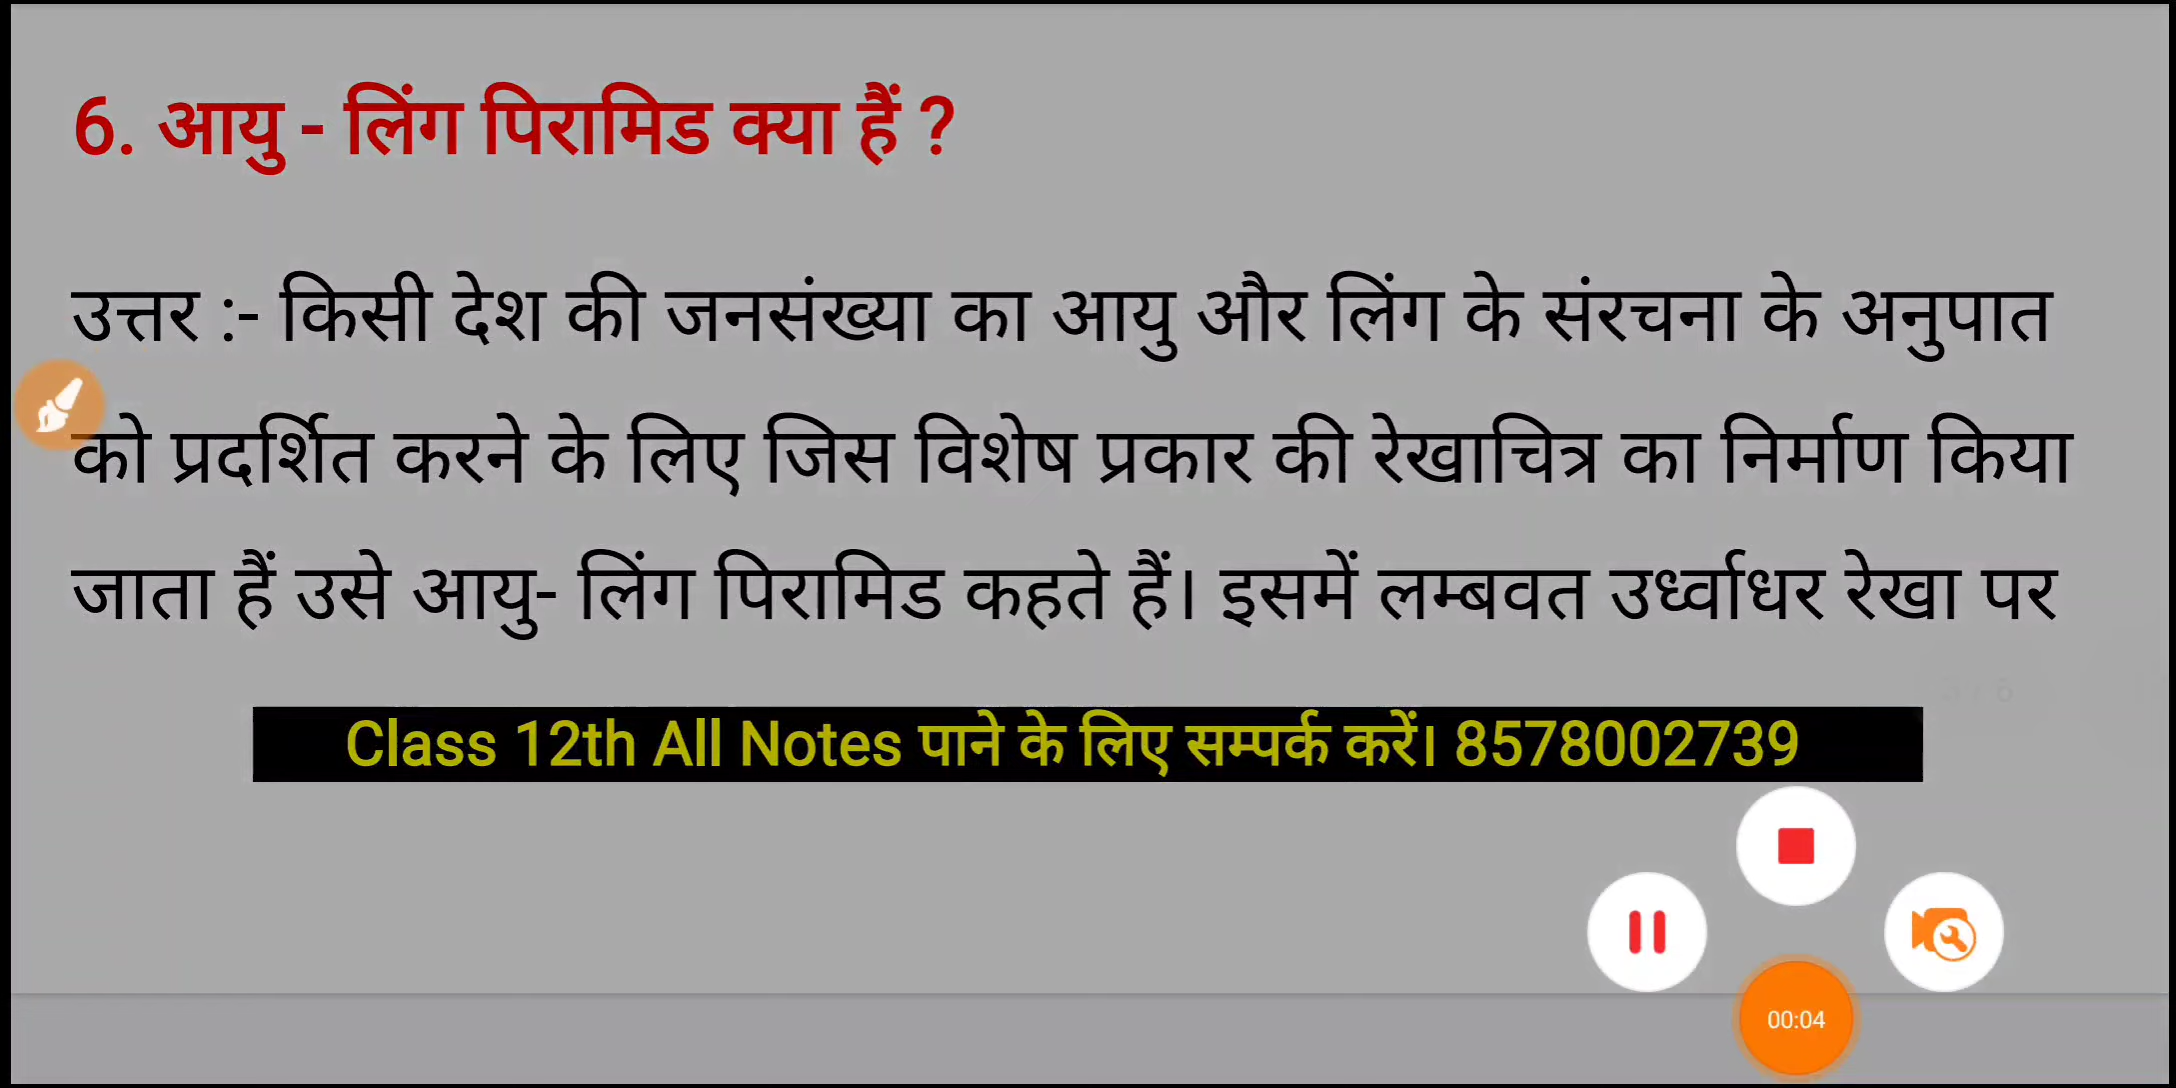 6. आयु - लिंग पिरामिड क्या हैं ?
उत्तर :- किसी देश की जनसंख्या का आयु और लिंग के संरचना के अनुपात
को प्रदर्शित करने के लिए जिस विशेष प्रकार की रेखाचित्र का निर्माण किया
जाता हैं उसे आयु- लिंग पिरामिड कहते हैं। इसमें लम्बवत उर्ध्वाधर रेखा पर
Class 12th All Notes पाने के लिए सम्पर्क करें। 8578002739
00:04